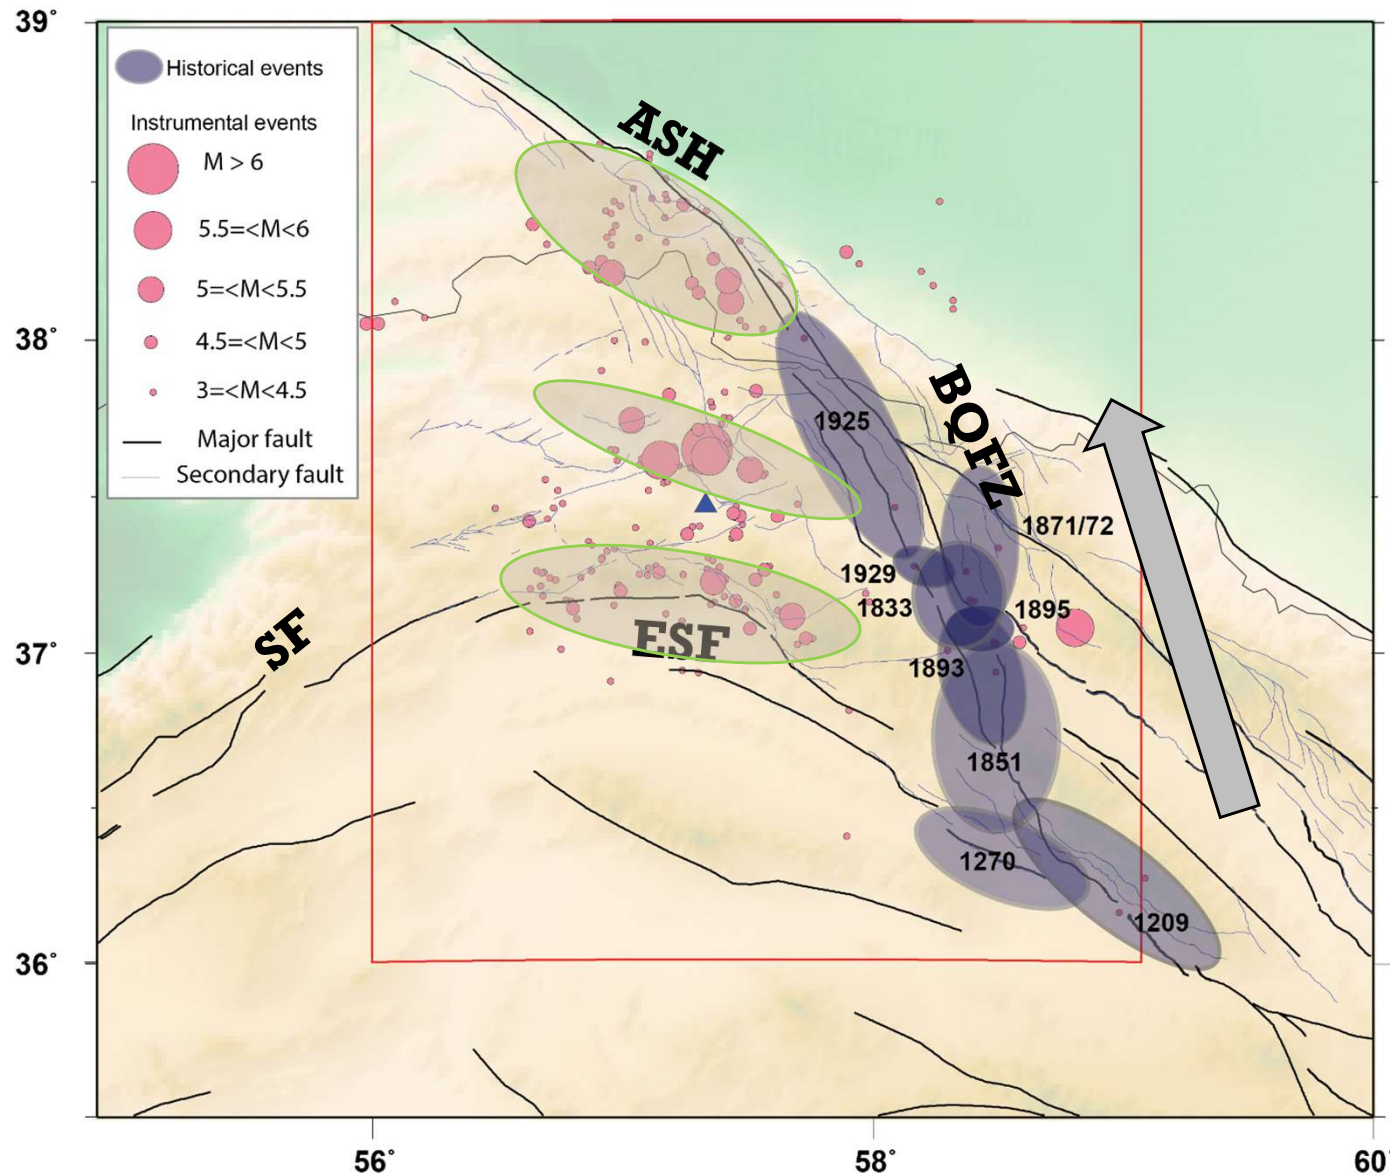 39°
Historical events
Instrumental events
M > 6
5.5=<M<6
5=<M<5.5
4.5=<M<5
3=<M<4.5
Major fault
Secondary fault
ASH
38°
BQFZ
1925
1871/72
1929
1833
1895
SF
ESF
37°
1893
1851
1270
1209
36°
56°
58°
60°